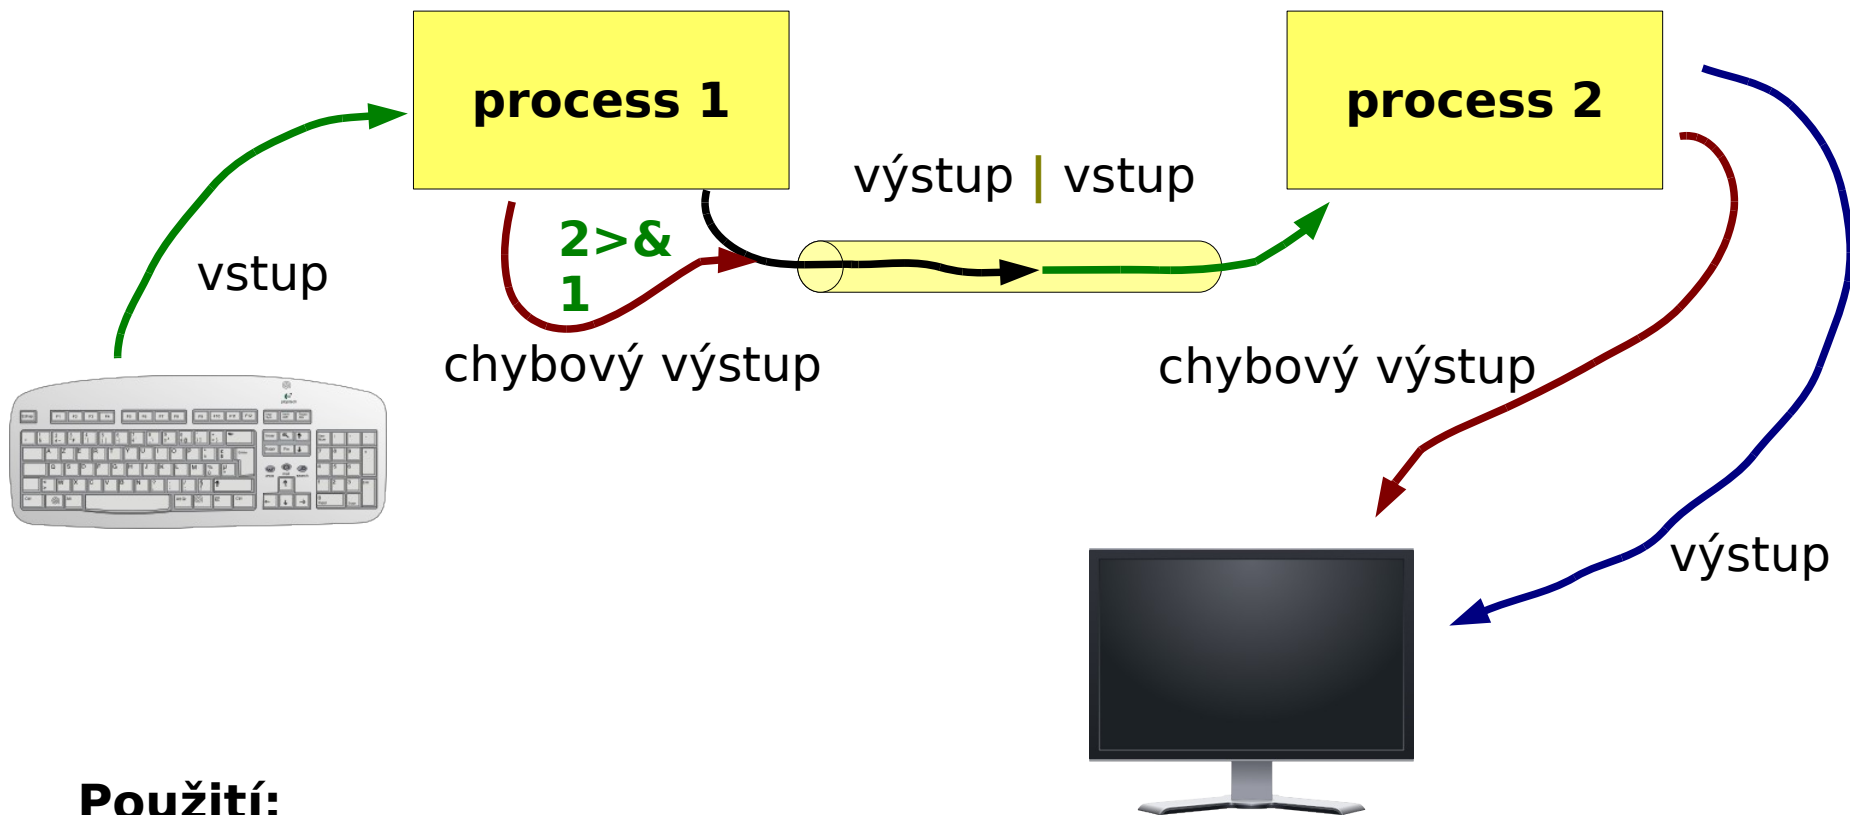 process 1
process 2
výstup | vstup
2>&
1
vstup
chybový výstup
chybový výstup
výstup
Použití: